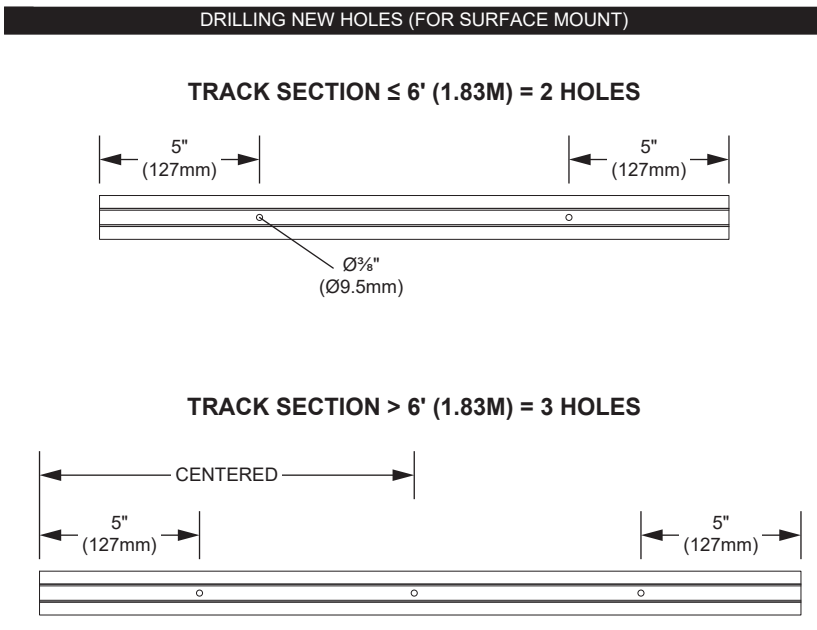 DRILLING NEW HOLES (FOR SURFACE MOUNT)
TRACK SECTION ≤ 6' (1.83M) = 2 HOLES
5"
(127mm)
5"
(127mm)
Ø⅜"
(Ø9.5mm)
TRACK SECTION > 6' (1.83M) = 3 HOLES
CENTERED
5"
(127mm)
5"
(127mm)